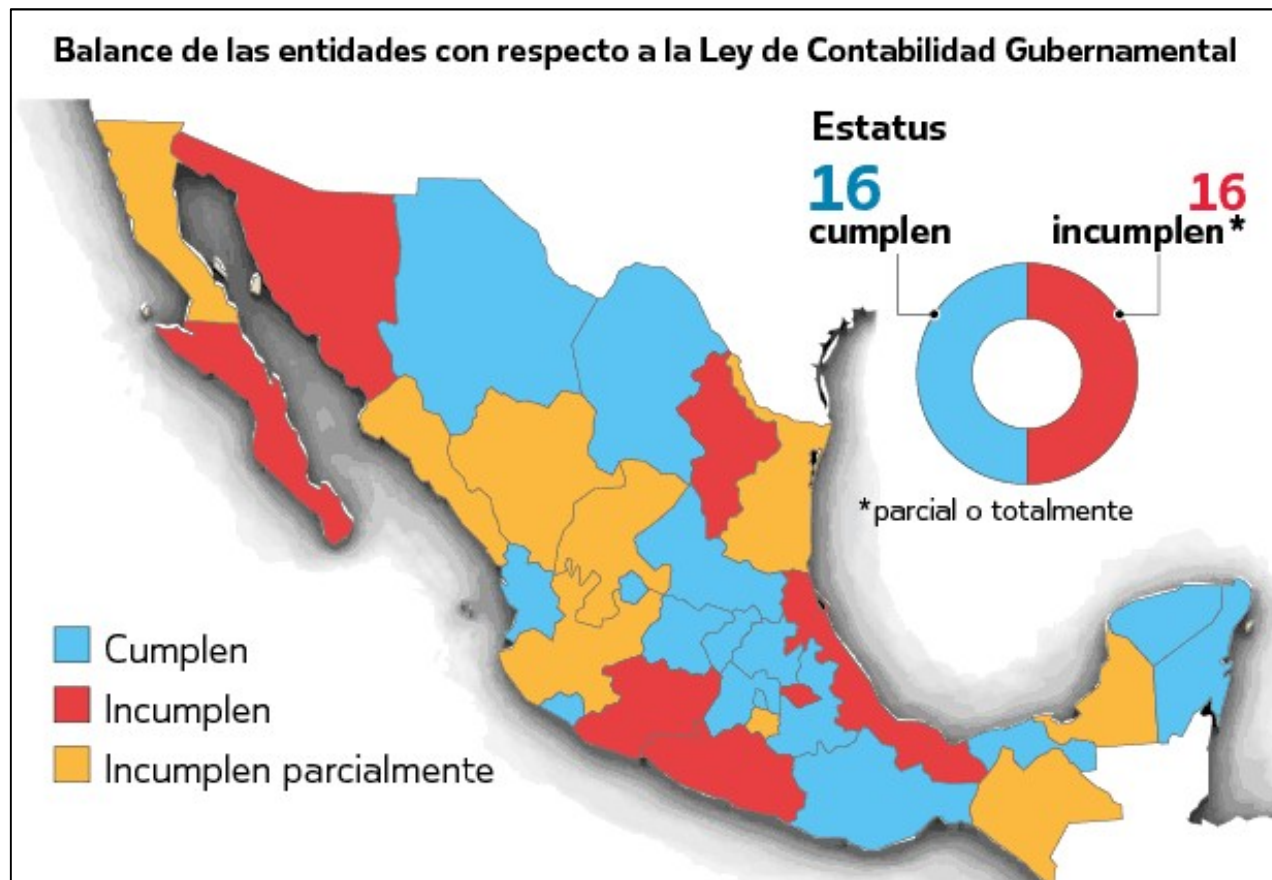 Balance de las entidades con respecto a la Ley de Contabilidad Gubernamental
Estatus
16
cumplen
16
incumplen*
*parcial o totalmente
Cumplen
Incumplen
Incumplen parcialmente